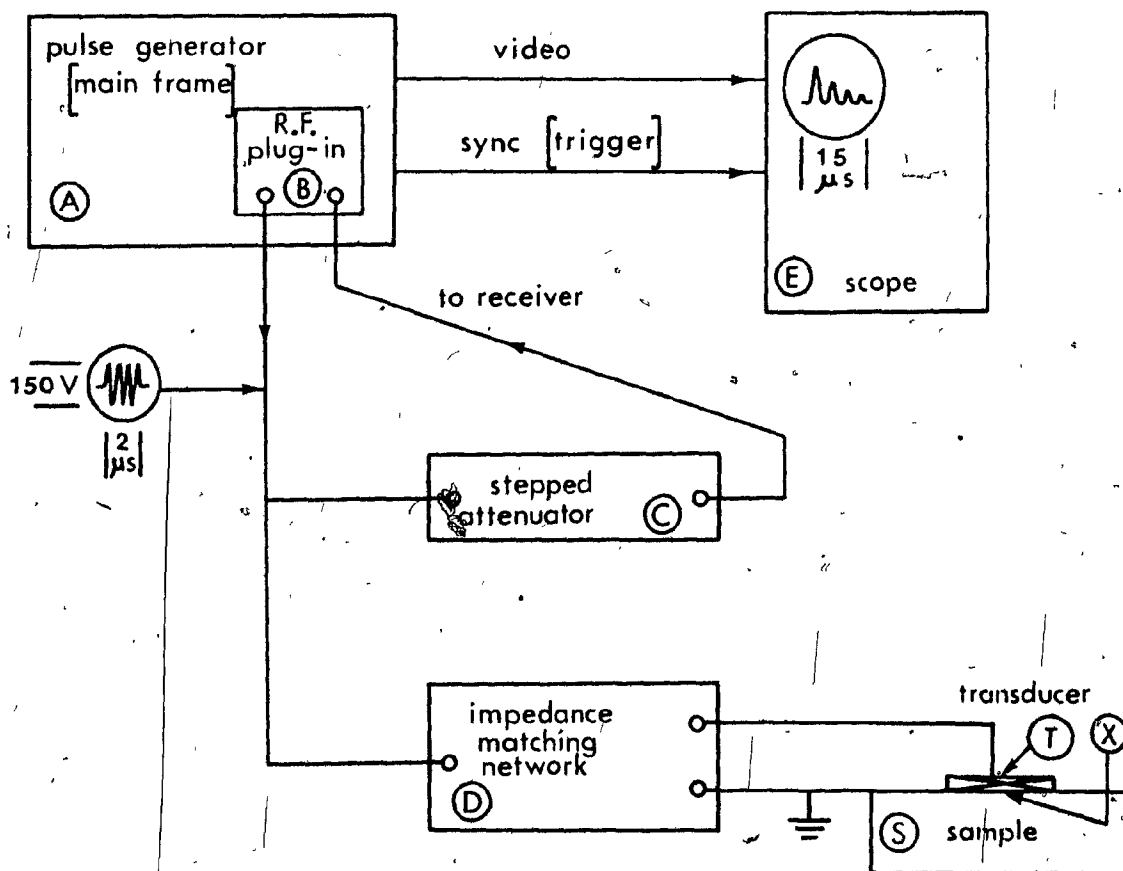 pulse generator
[main frame]
R.F.
plug-in
A
B
video
sync [trigger]
15
μs
E
scope
to receiver
150 V
2
μs
stepped
attenuator
C
impedance
matching
network
D
transducer
T
X
S
sample